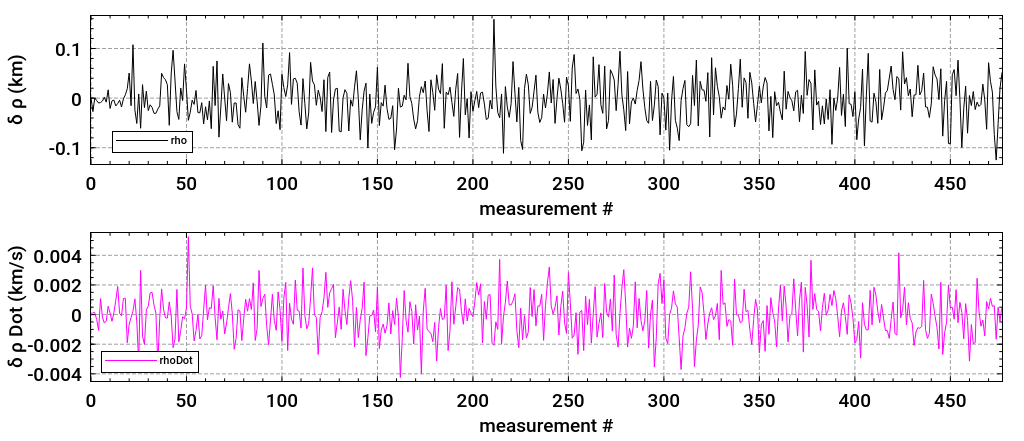 δ ρ (km)
0.1
0
-0.1
rho
0 50 100 150 200 250 300 350 400 450
measurement #
δ ρ Dot (km/s)
0.004
0.002
0
-0.002
-0.004
rhoDot
0 50 100 150 200 250 300 350 400 450
measurement #